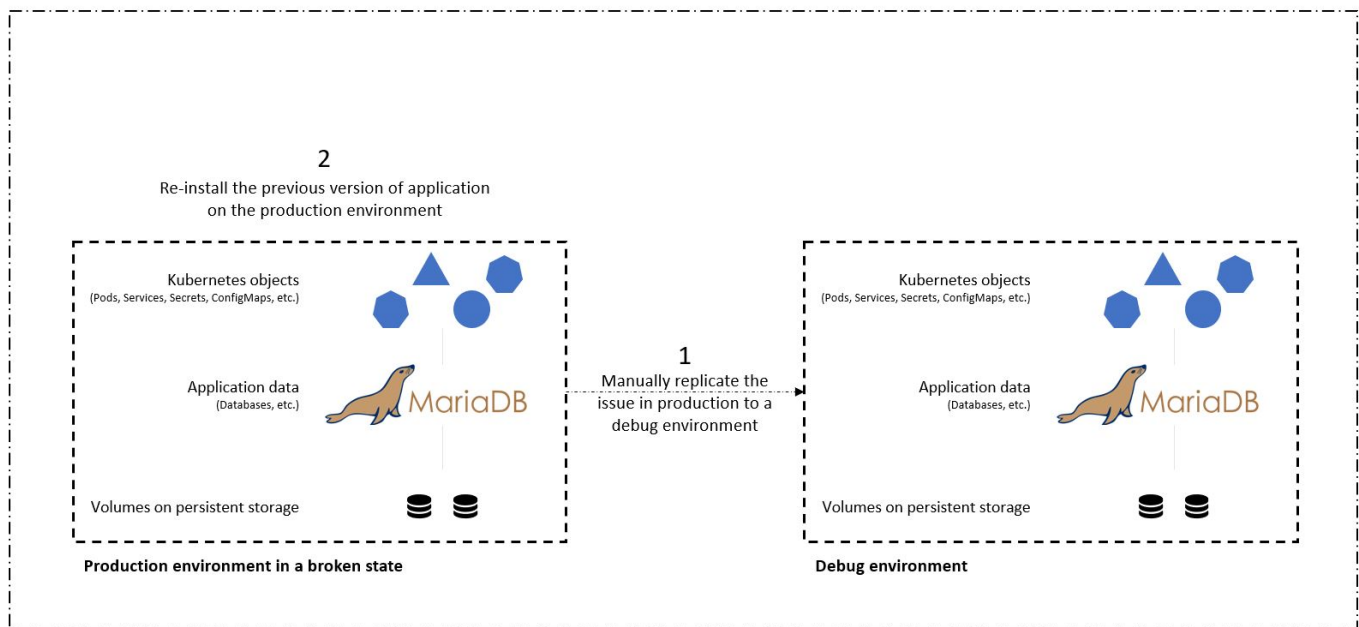 2
Re-install the previous version of application
on the production environment
Kubernetes objects
(Pods, Services, Secrets, ConfigMaps, etc.)
Application data
(Databases, etc.)
MariaDB
Volumes on persistent storage
Production environment in a broken state
1
Manually replicate the
issue in production to a
debug environment
Kubernetes objects
(Pods, Services, Secrets, ConfigMaps, etc.)
Application data
(Databases, etc.)
MariaDB
Volumes on persistent storage
Debug environment